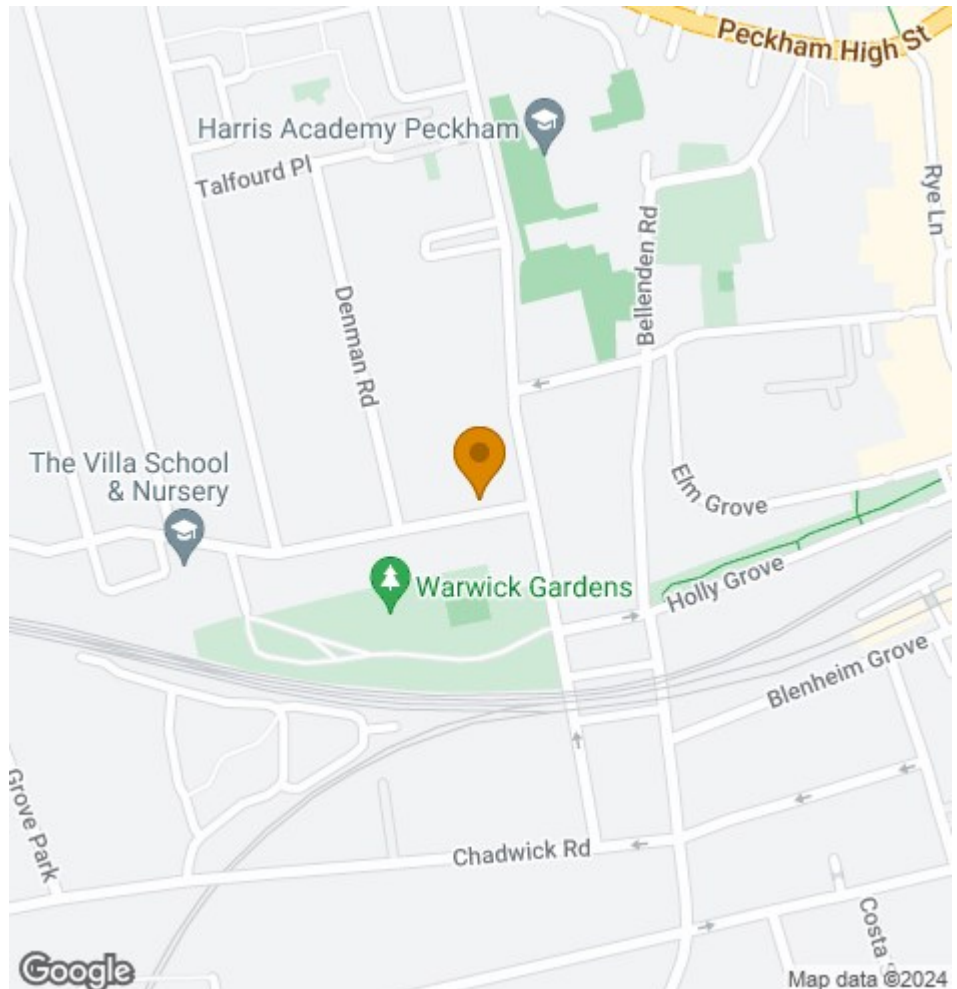 Peckham High St
Harris Academy Peckham
Talfourd Pl
Rye Ln
Bellenden Rd
Denman Rd
The Villa School
& Nursery
Elm Grove
Warwick Gardens
Holly Grove
Blenheim Grove
Grove Park
Chadwick Rd
Costa
Google
Map data ©2024